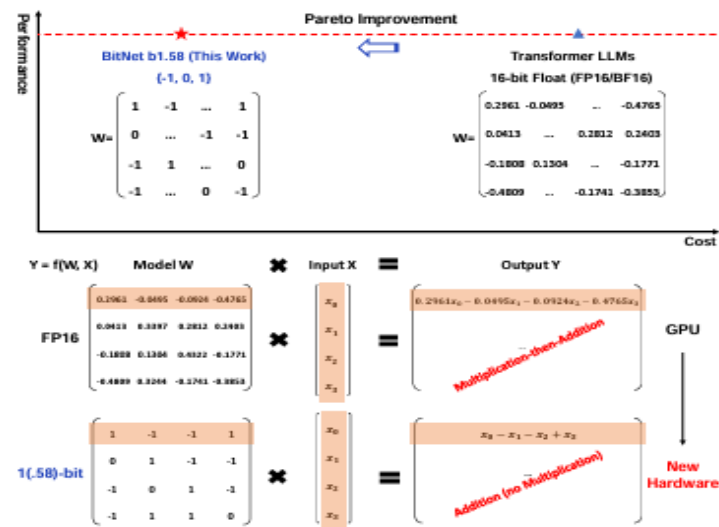 Performance
Pareto Improvement
BitNet b1.58 (This Work)
{-1, 0, 1}
Transformer LLMs
16-bit Float (FP16/BF16)
1 -1 ... 1
0 ... -1 -1
W=
-1 1 ... 0
-1 ... 0 -1
0.2961 -0.0495 ... -0.4765
0.0413 ... 0.2812 0.2403
W=
-0.1808 0.1304 ... -0.1771
-0.4809 ... -0.1741 -0.3853
Cost
Y = f(W, X) Model W ✖ Input X = Output Y
FP16
0.2961 -0.0495 -0.0924 -0.4765
0.0413 0.3397 0.2812 0.2403
-0.1808 0.1304 0.4322 -0.1771
-0.4809 0.3244 -0.1741 -0.3853
✖
x₀
x₁
x₂
x₃
=
0.2961x₀ − 0.0495x₁ − 0.0924x₂ − 0.4765x₃
...
Multiplication-then-Addition
GPU
1(.58)-bit
1 -1 -1 1
0 1 -1 -1
-1 0 1 -1
-1 1 1 0
✖
x₀
x₁
x₂
x₃
=
x₀ − x₁ − x₂ + x₃
...
Addition (no Multiplication)
New
Hardware